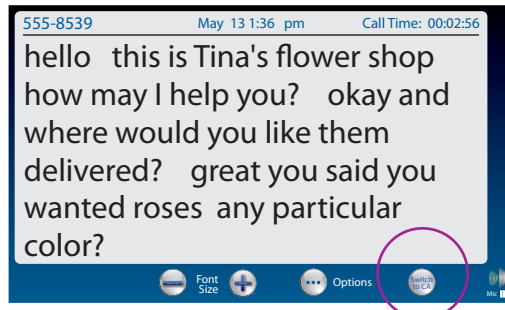 555-8539 May 13 1:36 pm Call Time: 00:02:56
hello this is Tina's flower shop
how may I help you? okay and
where would you like them
delivered? great you said you
wanted roses any particular
color?
Font Size Options Switch to CA Mic